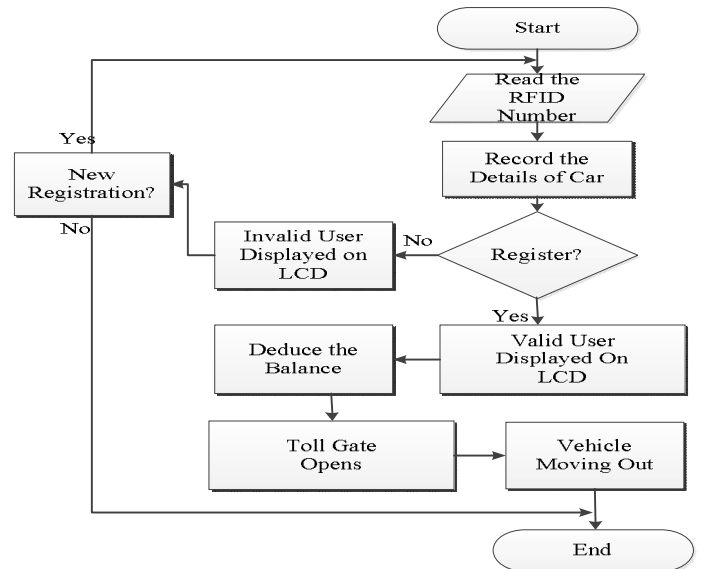 Start
Read the
RFID
Number
Record the
Details of Car
Register?
No
Invalid User
Displayed on
LCD
Yes
New
Registration?
No
Yes
Valid User
Displayed On
LCD
Deduce the
Balance
Toll Gate
Opens
Vehicle
Moving Out
End